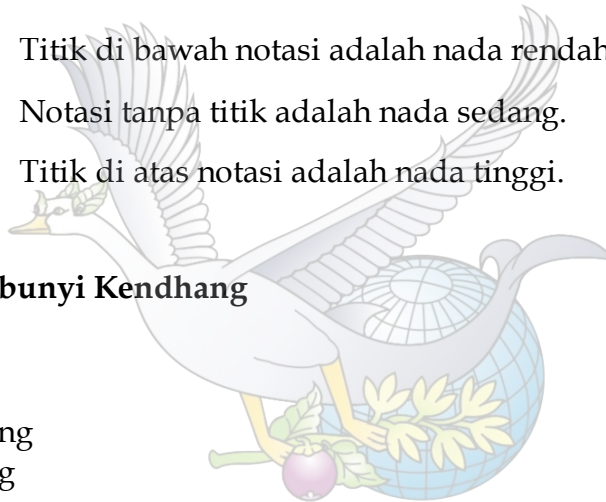 Titik di bawah notasi adalah nada rendah
Notasi tanpa titik adalah nada sedang.
Titik di atas notasi adalah nada tinggi.
bunyi Kendhang
ng
g